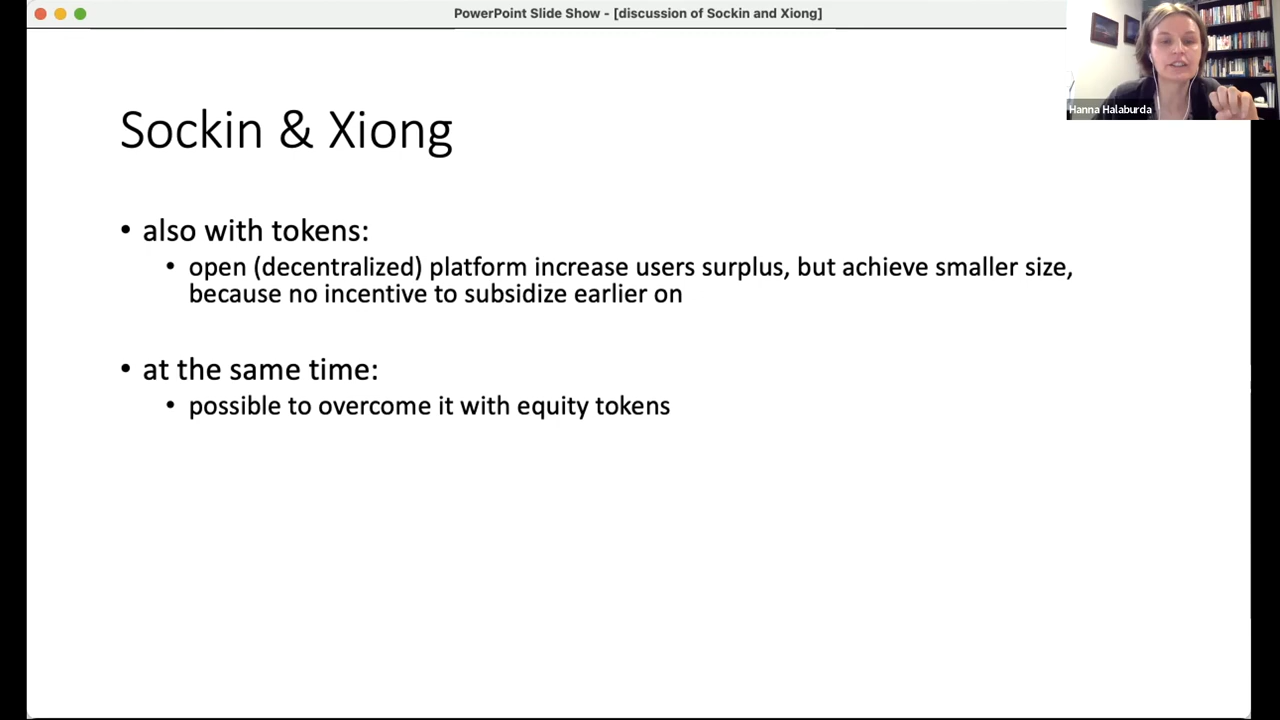 PowerPoint Slide Show - [discussion of Sockin and Xiong]
Hanna Halaburda
Sockin & Xiong
• also with tokens:
• open (decentralized) platform increase users surplus, but achieve smaller size,
because no incentive to subsidize earlier on
• at the same time:
• possible to overcome it with equity tokens